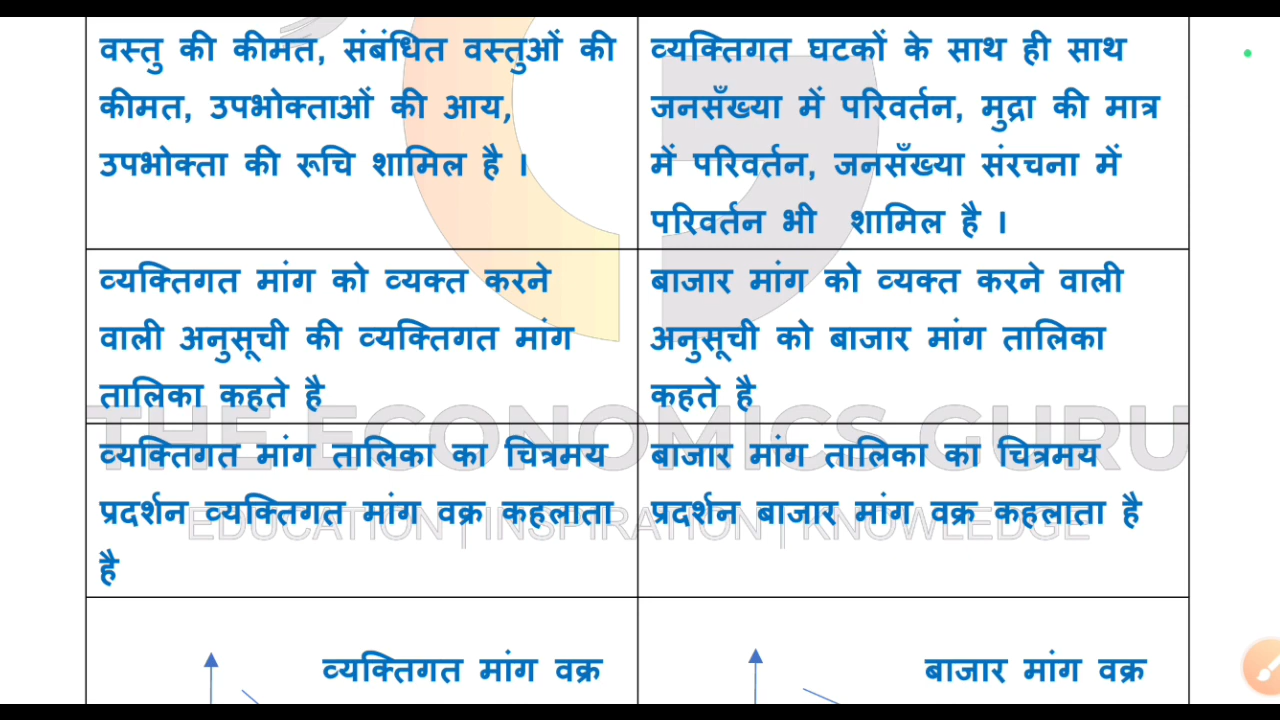 वस्तु की कीमत, संबंधित वस्तुओं की
कीमत, उपभोक्ताओं की आय,
उपभोक्ता की रूचि शामिल है ।
व्यक्तिगत घटकों के साथ ही साथ
जनसँख्या में परिवर्तन, मुद्रा की मात्र
में परिवर्तन, जनसँख्या संरचना में
परिवर्तन भी शामिल है ।
व्यक्तिगत मांग को व्यक्त करने
वाली अनुसूची की व्यक्तिगत मांग
तालिका कहते है
बाजार मांग को व्यक्त करने वाली
अनुसूची को बाजार मांग तालिका
कहते है
THE ECONOMICS GURU
व्यक्तिगत मांग तालिका का चित्रमय
प्रदर्शन व्यक्तिगत मांग वक्र कहलाता
है
बाजार मांग तालिका का चित्रमय
प्रदर्शन बाजार मांग वक्र कहलाता है
EDUCATION | INSPIRATION | KNOWLEDGE
व्यक्तिगत मांग वक्र
बाजार मांग वक्र